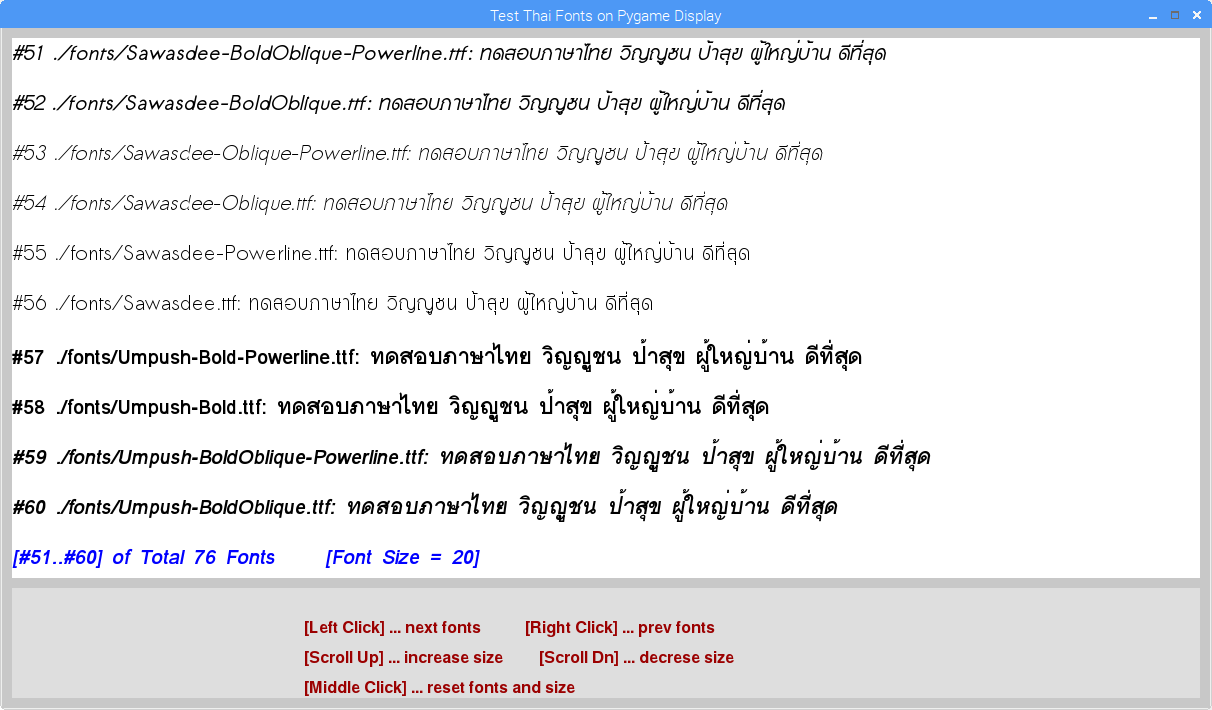 Test Thai Fonts on Pygame Display
#51 ./fonts/Sawasdee-BoldOblique-Powerline.ttf: ทดสอบภาษาไทย วิญญูชน ป้าสุข ผู้ใหญ่บ้าน ดีที่สุด
#52 ./fonts/Sawasdee-BoldOblique.ttf: ทดสอบภาษาไทย วิญญูชน ป้าสุข ผู้ใหญ่บ้าน ดีที่สุด
#53 ./fonts/Sawasdee-Oblique-Powerline.ttf: ทดสอบภาษาไทย วิญญูชน ป้าสุข ผู้ใหญ่บ้าน ดีที่สุด
#54 ./fonts/Sawasdee-Oblique.ttf: ทดสอบภาษาไทย วิญญูชน ป้าสุข ผู้ใหญ่บ้าน ดีที่สุด
#55 ./fonts/Sawasdee-Powerline.ttf: ทดสอบภาษาไทย วิญญูชน ป้าสุข ผู้ใหญ่บ้าน ดีที่สุด
#56 ./fonts/Sawasdee.ttf: ทดสอบภาษาไทย วิญญูชน ป้าสุข ผู้ใหญ่บ้าน ดีที่สุด
#57 ./fonts/Umpush-Bold-Powerline.ttf: ทดสอบภาษาไทย วิญญูชน ป้าสุข ผู้ใหญ่บ้าน ดีที่สุด
#58 ./fonts/Umpush-Bold.ttf: ทดสอบภาษาไทย วิญญูชน ป้าสุข ผู้ใหญ่บ้าน ดีที่สุด
#59 ./fonts/Umpush-BoldOblique-Powerline.ttf: ทดสอบภาษาไทย วิญญูชน ป้าสุข ผู้ใหญ่บ้าน ดีที่สุด
#60 ./fonts/Umpush-BoldOblique.ttf: ทดสอบภาษาไทย วิญญูชน ป้าสุข ผู้ใหญ่บ้าน ดีที่สุด
[#51..#60] of Total 76 Fonts [Font Size = 20]
[Left Click] ... next fonts [Right Click] ... prev fonts
[Scroll Up] ... increase size [Scroll Dn] ... decrese size
[Middle Click] ... reset fonts and size